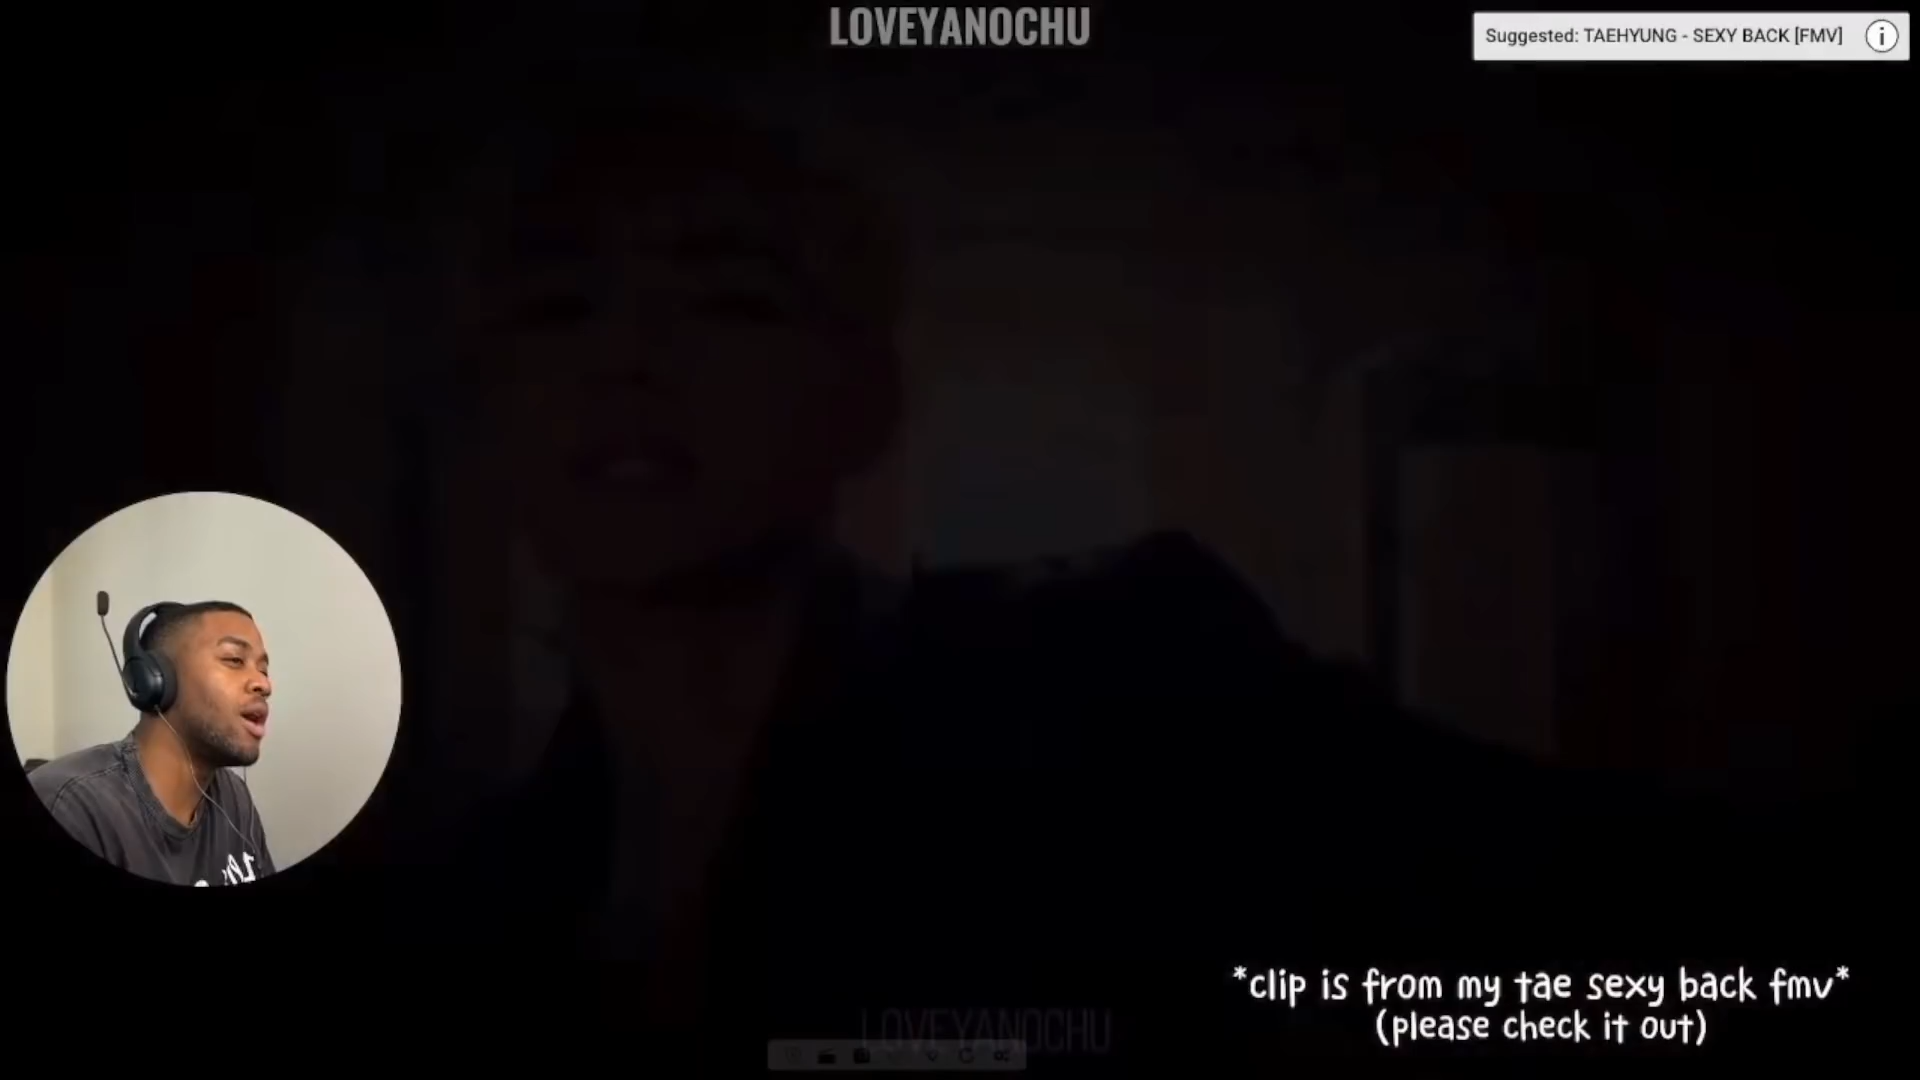 LOVEYANOCHU
Suggested: TAEHYUNG - SEXY BACK [FMV]
*clip is from my tae sexy back fmv*
(please check it out)
LOVEYANOCHU